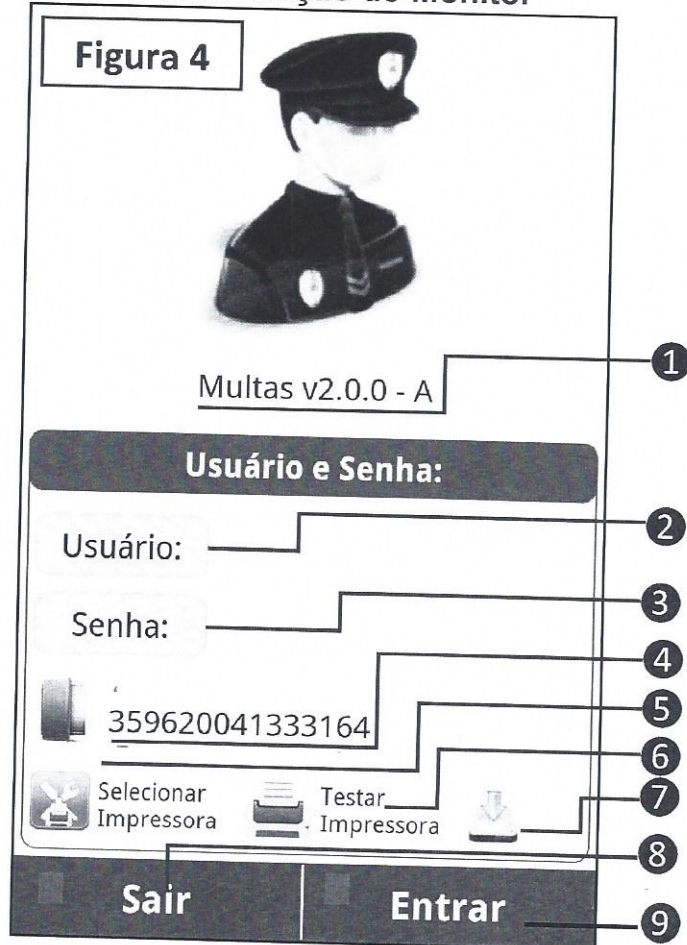 Monitor
Figura 4
1
Multas v2.0.0 - A
Usuário e Senha:
2
Usuário:
3
Senha:
4
359620041333164
5
6
Selecionar
Impressora
Testar
Impressora
7
8
Sair
Entrar
9